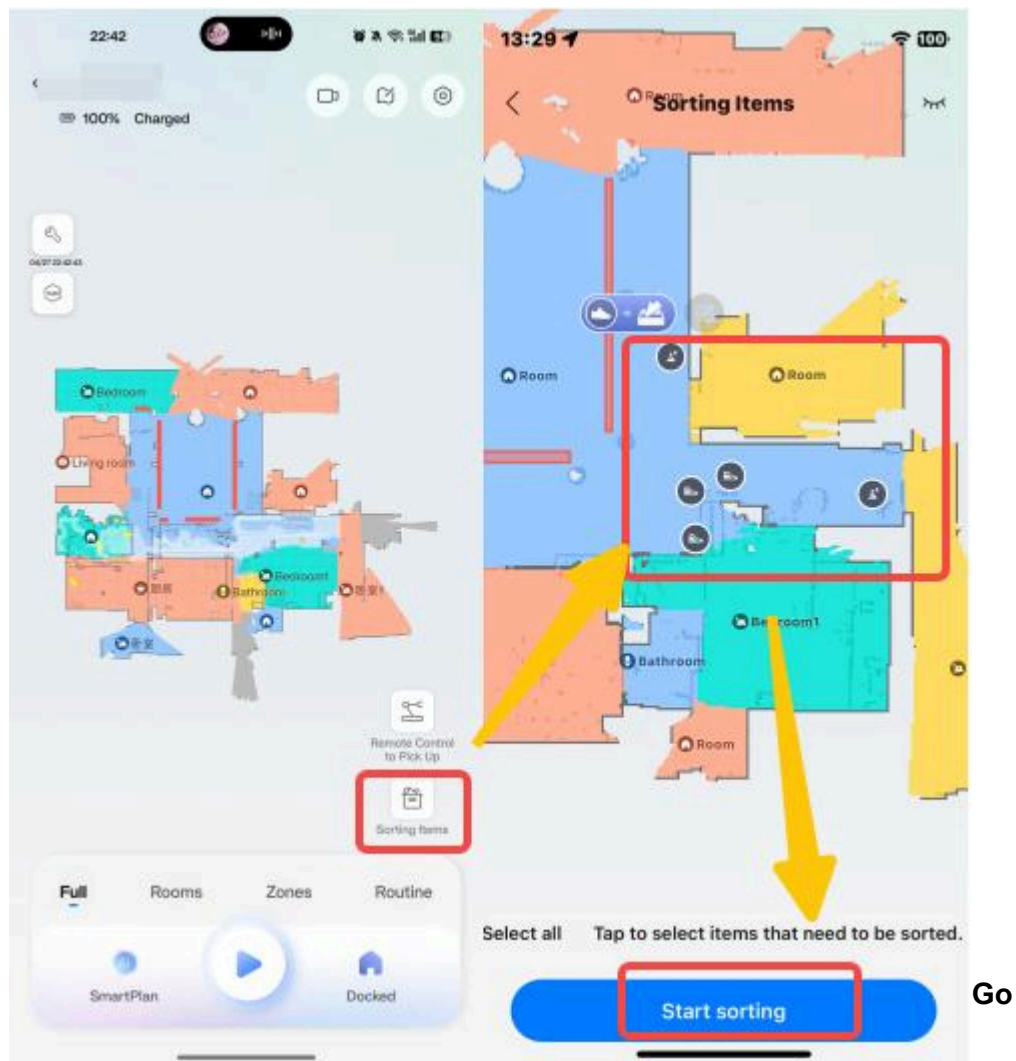 22:42
100% Charged
Bedroom
Living room
Bathroom
Bedroom1
Remote Control
to Pick Up
Sorting Items
Full
Rooms
Zones
Routine
SmartPlan
Docked
13:29
100
Room
Sorting Items
Room
Room
Bedroom1
Bathroom
Room
Select all
Tap to select items that need to be sorted.
Start sorting
Go